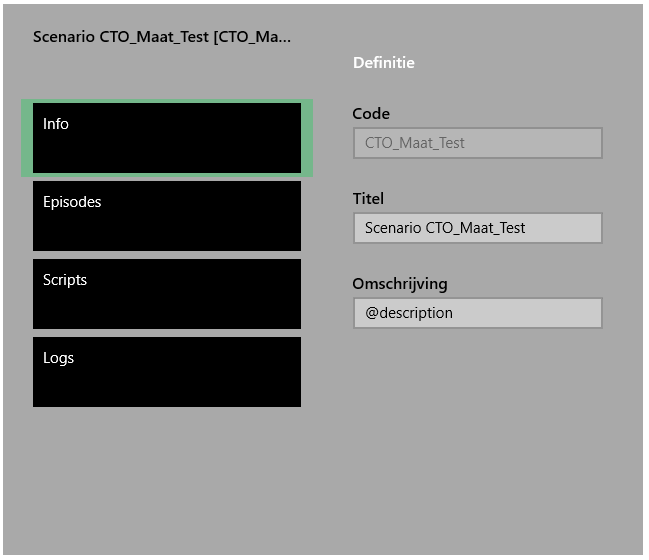 Scenario CTO_Maat_Test [CTO_Ma...
Info
Episodes
Scripts
Logs
Definitie
Code
CTO_Maat_Test
Titel
Scenario CTO_Maat_Test
Omschrijving
@description